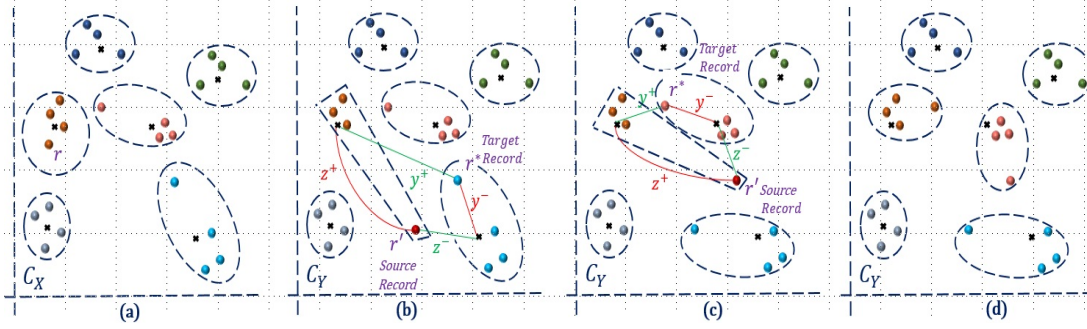 r
C_X
(a)
Target
Record
r*
y⁺
z⁺
y⁻
r'
z⁻
Source
Record
C_Y
(b)
Target
Record
r*
y⁺
y⁻
z⁻
z⁺
r' Source
Record
C_Y
(c)
C_Y
(d)